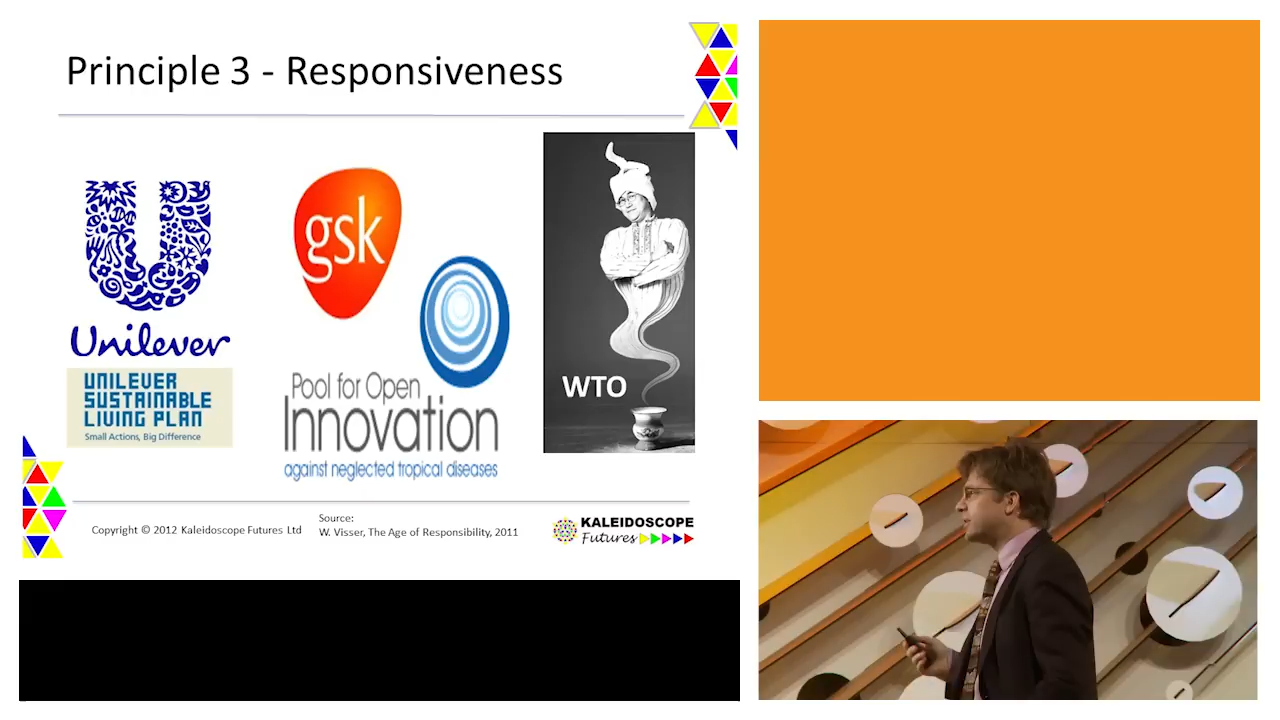 Principle 3 - Responsiveness
Unilever
UNILEVER
SUSTAINABLE
LIVING PLAN
Small Actions, Big Difference
gsk
Pool for Open
Innovation
against neglected tropical diseases
WTO
Copyright © 2012 Kaleidoscope Futures Ltd
Source:
W. Visser, The Age of Responsibility, 2011
KALEIDOSCOPE
Futures